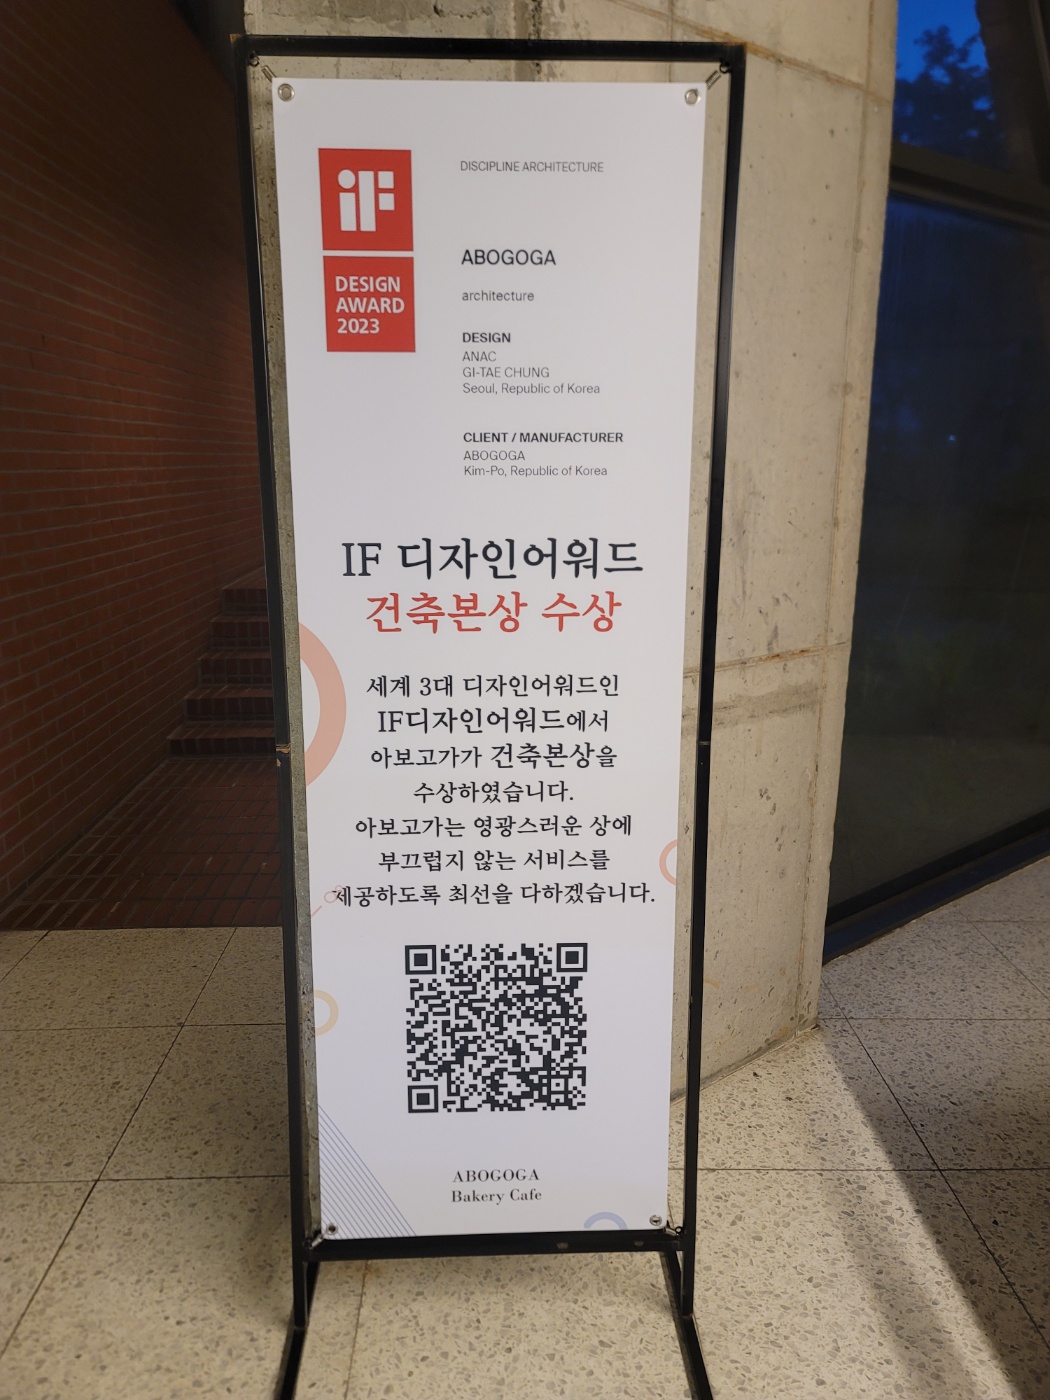 iF
DESIGN
AWARD
2023
DISCIPLINE ARCHITECTURE
ABOGOGA
architecture
DESIGN
ANAC
GI-TAE CHUNG
Seoul, Republic of Korea
CLIENT / MANUFACTURER
ABOGOGA
Kim-Po, Republic of Korea
IF 디자인어워드
건축본상 수상
세계 3대 디자인어워드인
IF디자인어워드에서
아보고가가 건축본상을
수상하였습니다.
아보고가는 영광스러운 상에
부끄럽지 않는 서비스를
제공하도록 최선을 다하겠습니다.
ABOGOGA
Bakery Cafe